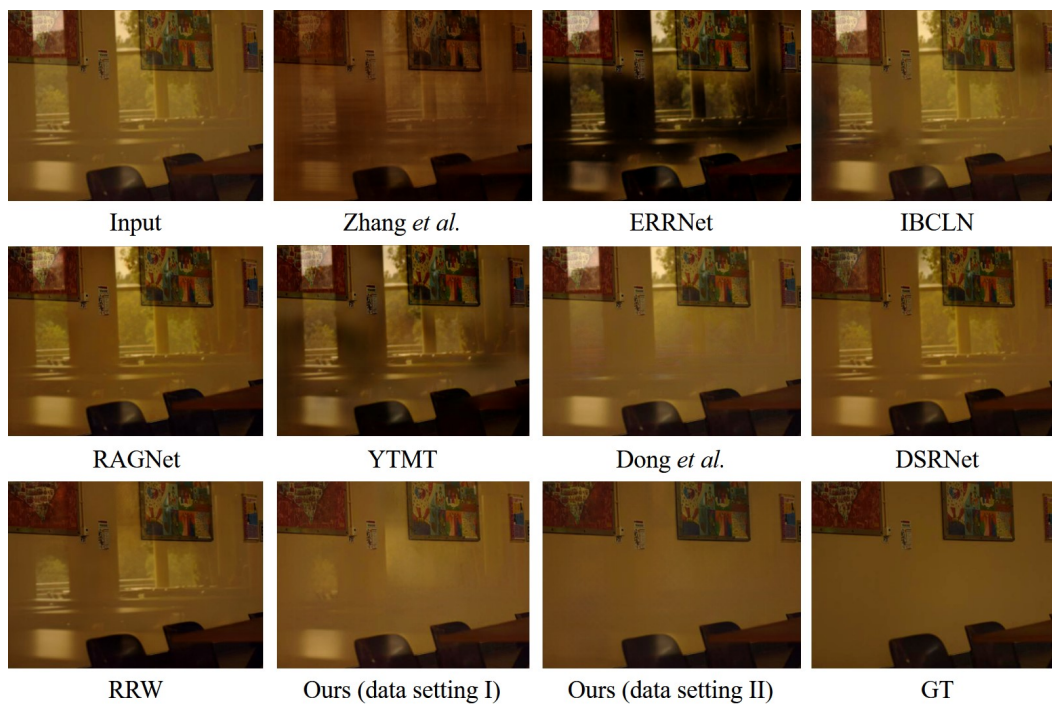 Input
Zhang et al.
ERRNet
IBCLN
RAGNet
YTMT
Dong et al.
DSRNet
RRW
Ours (data setting I)
Ours (data setting II)
GT